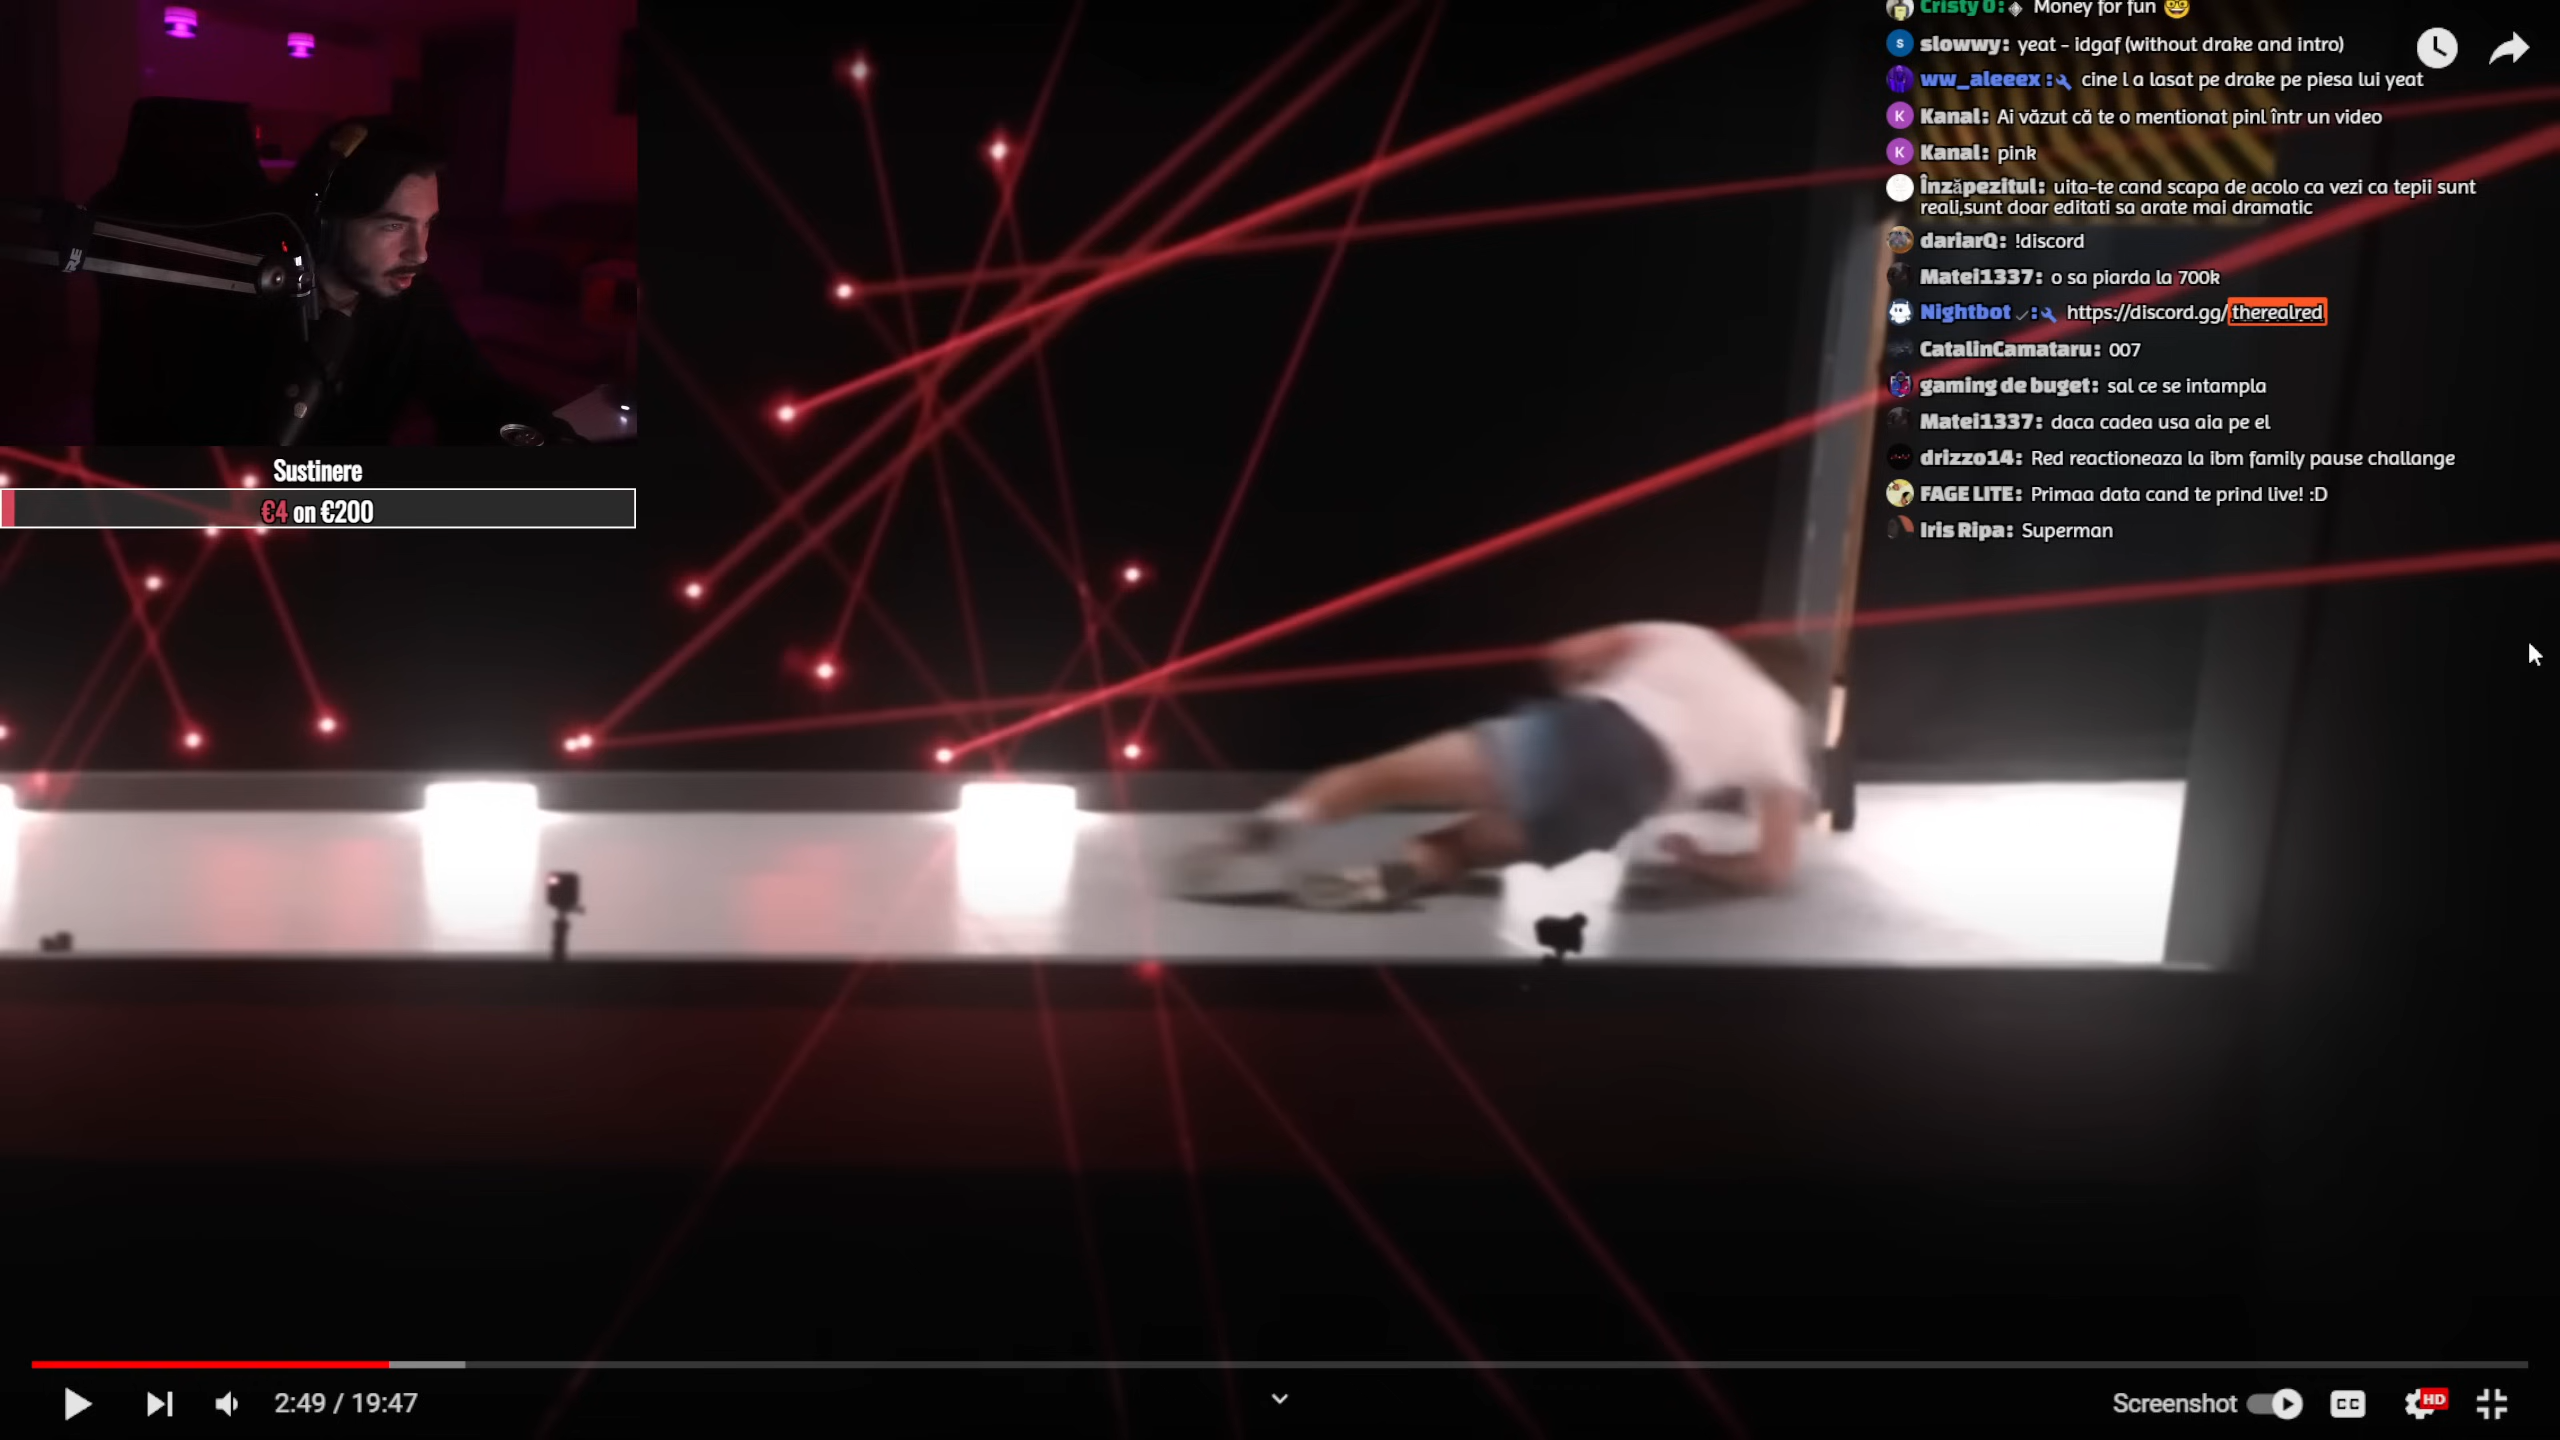 Cristy O: Money for fun 🤓
S slowwy: yeat - idgaf (without drake and intro)
ww_aleeex: cine l a lasat pe drake pe piesa lui yeat
K Kanal: Ai văzut că te o mentionat pinl într un video
K Kanal: pink
Înzăpezitul: uita-te cand scapa de acolo ca vezi ca tepii sunt
reali,sunt doar editati sa arate mai dramatic
dariarQ: !discord
Matei1337: o sa piarda la 700k
Nightbot: https://discord.gg/therealred
CatalinCamataru: 007
gaming de buget: sal ce se intampla
Matei1337: daca cadea usa aia pe el
drizzo14: Red reactioneaza la ibm family pause challange
FAGE LITE: Primaa data cand te prind live! :D
Iris Ripa: Superman
Sustinere
€4 on €200
2:49 / 19:47
Screenshot
CC
HD